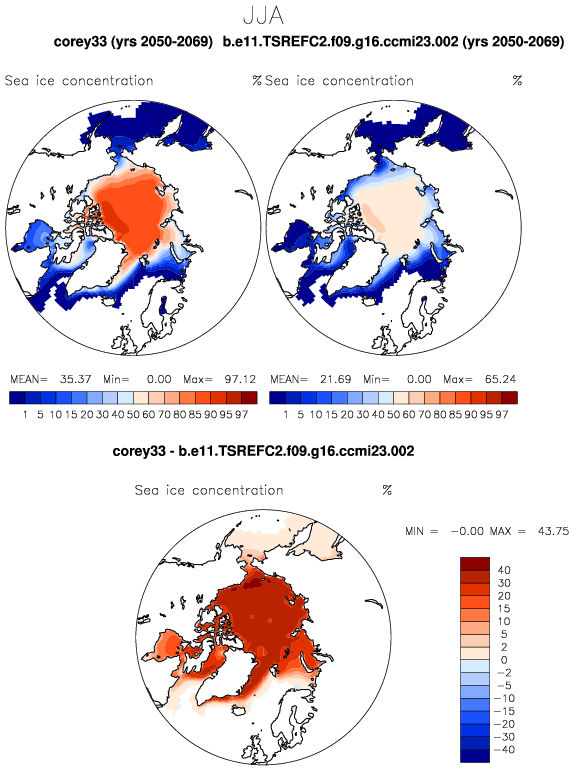 JJA
corey33 (yrs 2050-2069) b.e11.TSREFC2.f09.g16.ccmi23.002 (yrs 2050-2069)
Sea ice concentration % Sea ice concentration %
MEAN= 35.37 Min= 0.00 Max= 97.12 MEAN= 21.69 Min= 0.00 Max= 65.24
1 5 10 15 20 30 40 50 60 70 80 85 90 95 97 1 5 10 15 20 30 40 50 60 70 80 85 90 95 97
corey33 - b.e11.TSREFC2.f09.g16.ccmi23.002
Sea ice concentration %
MIN = -0.00 MAX = 43.75
40
30
20
15
10
5
2
0
-2
-5
-10
-15
-20
-30
-40